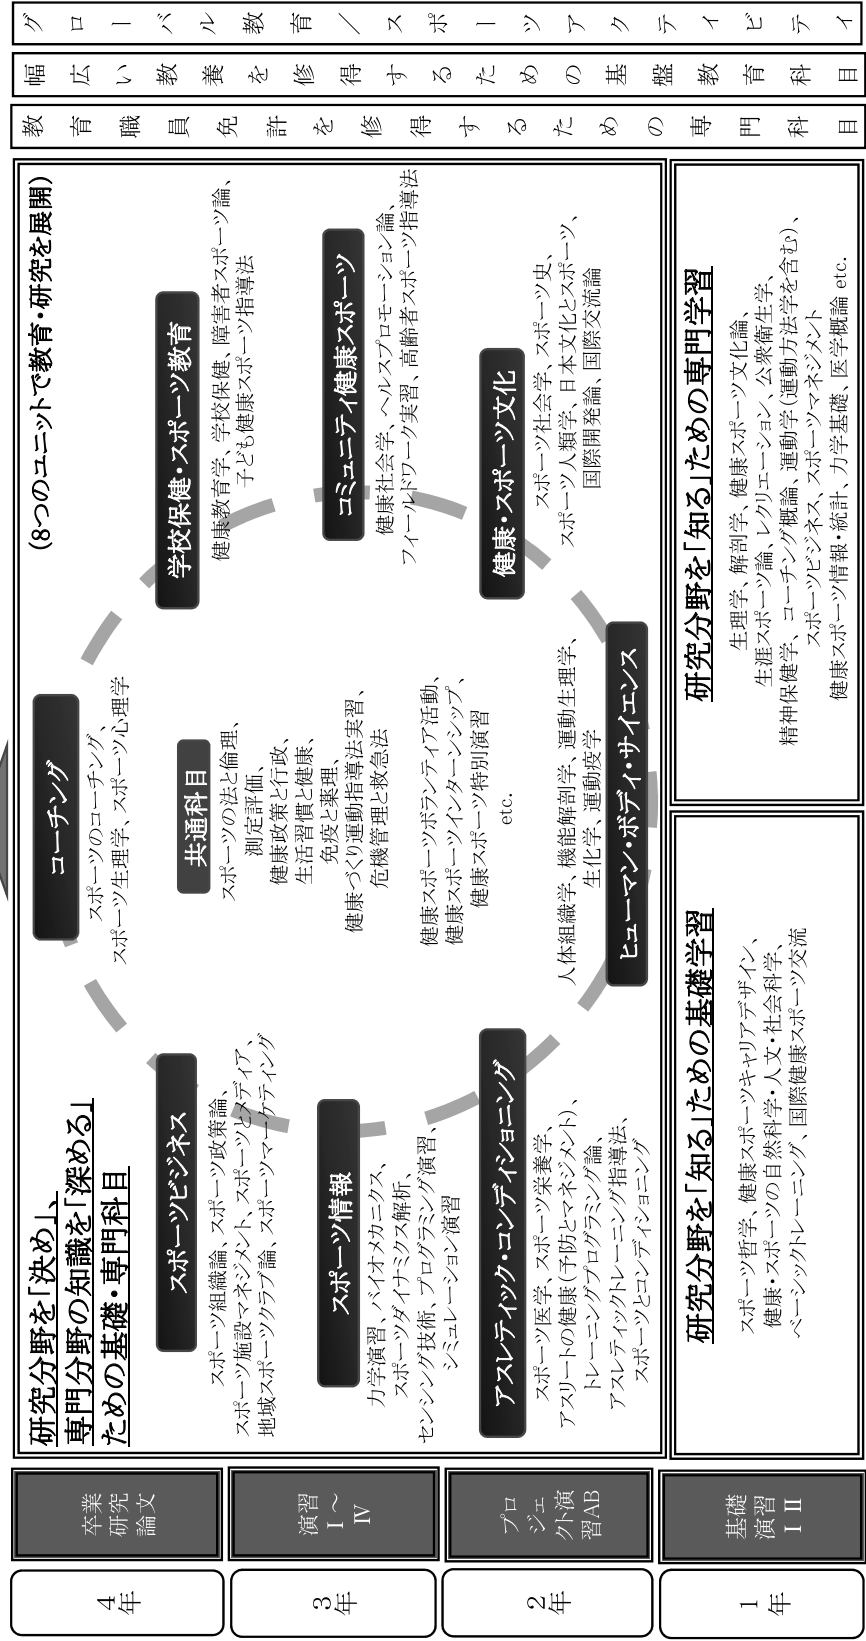 4年
3年
2年
1年
卒業
研究
論文
演習
Ⅰ～
Ⅳ
プロ
ジェ
クト演
習AB
基礎
演習
ⅠⅡ
研究分野を「決め」、
専門分野の知識を「深める」
ための基礎・専門科目
(8つのユニットで教育・研究を展開)
コーチング
スポーツのコーチング、
スポーツ生理学、スポーツ心理学
スポーツビジネス
スポーツ組織論、スポーツ政策論、
スポーツ施設マネジメント、スポーツとメディア、
地域スポーツクラブ論、スポーツマーケティング
共通科目
スポーツの法と倫理、
測定評価、
健康政策と行政、
生活習慣と健康、
免疫と薬理、
健康づくり運動指導法実習、
危機管理と救急法
健康スポーツボランティア活動、
健康スポーツインターンシップ、
健康スポーツ特別演習
etc.
学校保健・スポーツ教育
健康教育学、学校保健、障害者スポーツ論、
子ども健康スポーツ指導法
スポーツ情報
力学演習、バイオメカニクス、
スポーツダイナミクス解析、
センシング技術、プログラミング演習、
シミュレーション演習
コミュニティ健康スポーツ
健康社会学、ヘルスプロモーション論、
フィールドワーク実習、高齢者スポーツ指導法
アスレティック・コンディショニング
スポーツ医学、スポーツ栄養学、
アスリートの健康（予防とマネジメント）、
トレーニングプログラミング論、
アスレティックトレーニング指導法、
スポーツとコンディショニング
健康・スポーツ文化
スポーツ社会学、スポーツ史、
スポーツ人類学、日本文化とスポーツ、
国際開発論、国際交流論
人体組織学、機能解剖学、運動生理学、
生化学、運動疫学
ヒューマン・ボディ・サイエンス
研究分野を「知る」ための基礎学習
スポーツ哲学、健康スポーツキャリアデザイン、
健康・スポーツの自然科学・人文・社会科学、
ベーシックトレーニング、国際健康スポーツ交流
研究分野を「知る」ための専門学習
生理学、解剖学、健康スポーツ文化論、
生涯スポーツ論、レクリエーション、公衆衛生学、
精神保健学、コーチング概論、運動学（運動方法学を含む）、
スポーツビジネス、スポーツマネジメント
健康スポーツ情報・統計、力学基礎、医学概論 etc.
グローバル教育／スポーツアクティビティ
幅広い教養を修得するための基盤教育科目
教育職員免許を修得するための専門科目